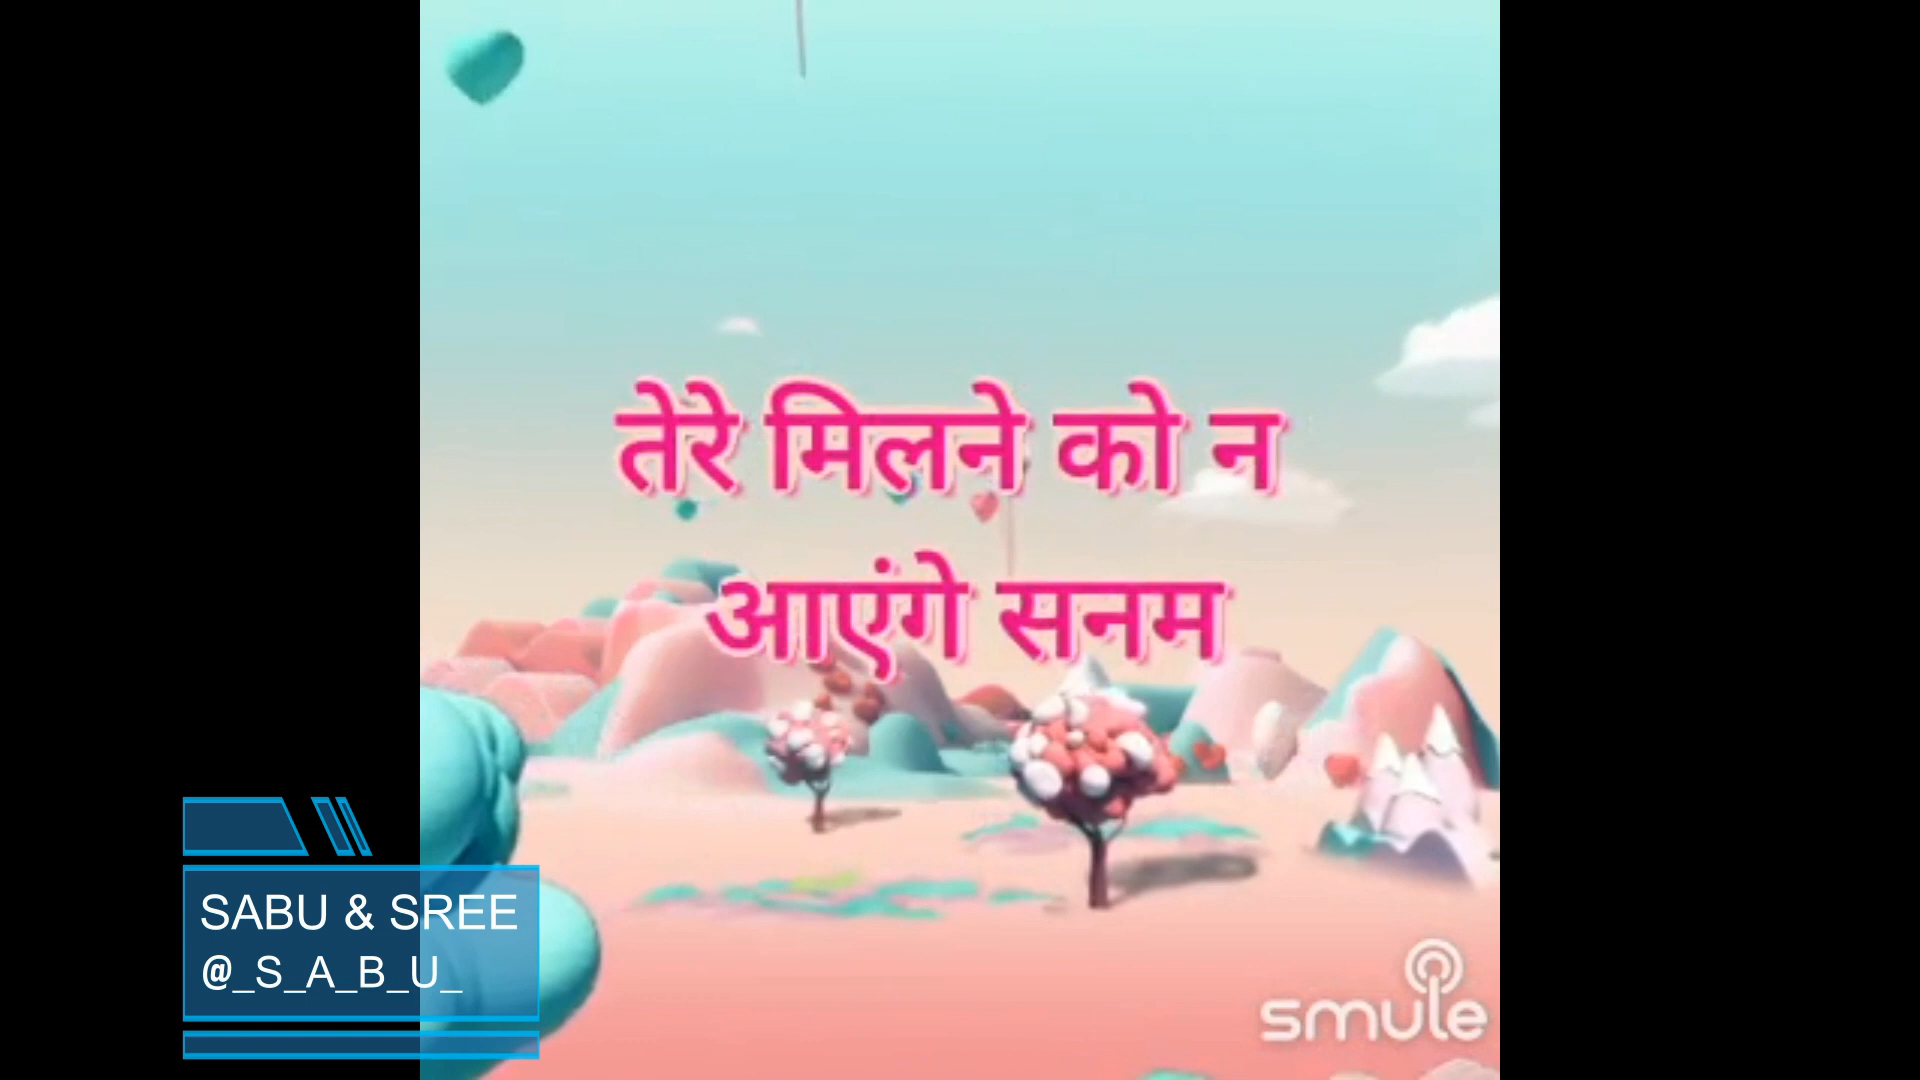 तेरे मिलने को न
आएंगे सनम
SABU & SREE
@_S_A_B_U_
smule